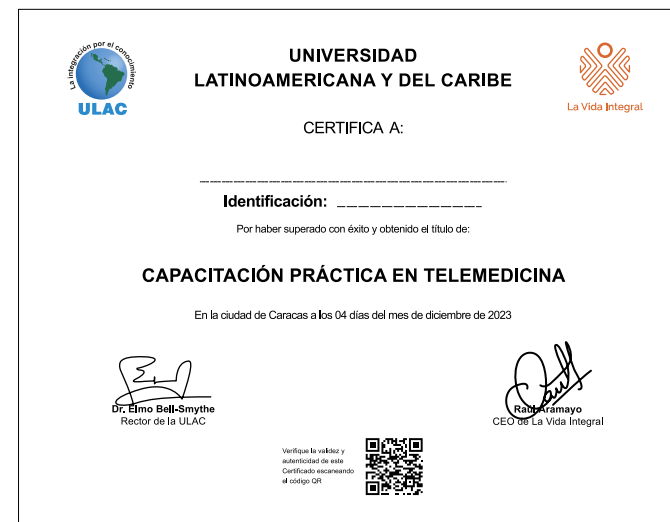 La integración por el conocimiento
ULAC
UNIVERSIDAD
LATINOAMERICANA Y DEL CARIBE
La Vida Integral
CERTIFICA A:
Identificación:
Por haber superado con éxito y obtenido el título de:
CAPACITACIÓN PRÁCTICA EN TELEMEDICINA
En la ciudad de Caracas a los 04 días del mes de diciembre de 2023
Dr. Elmo Bell-Smythe
Rector de la ULAC
Raúl Aramayo
CEO de La Vida Integral
Verifique la validez y
autenticidad de este
Certificado escaneando
el código QR